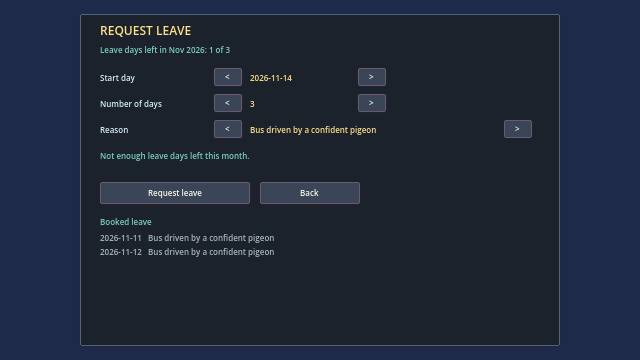 REQUEST LEAVE
Leave days left in Nov 2026: 1 of 3
Start day < 2026-11-14 >
Number of days < 3 >
Reason < Bus driven by a confident pigeon >
Not enough leave days left this month.
Request leave Back
Booked leave
2026-11-11 Bus driven by a confident pigeon
2026-11-12 Bus driven by a confident pigeon